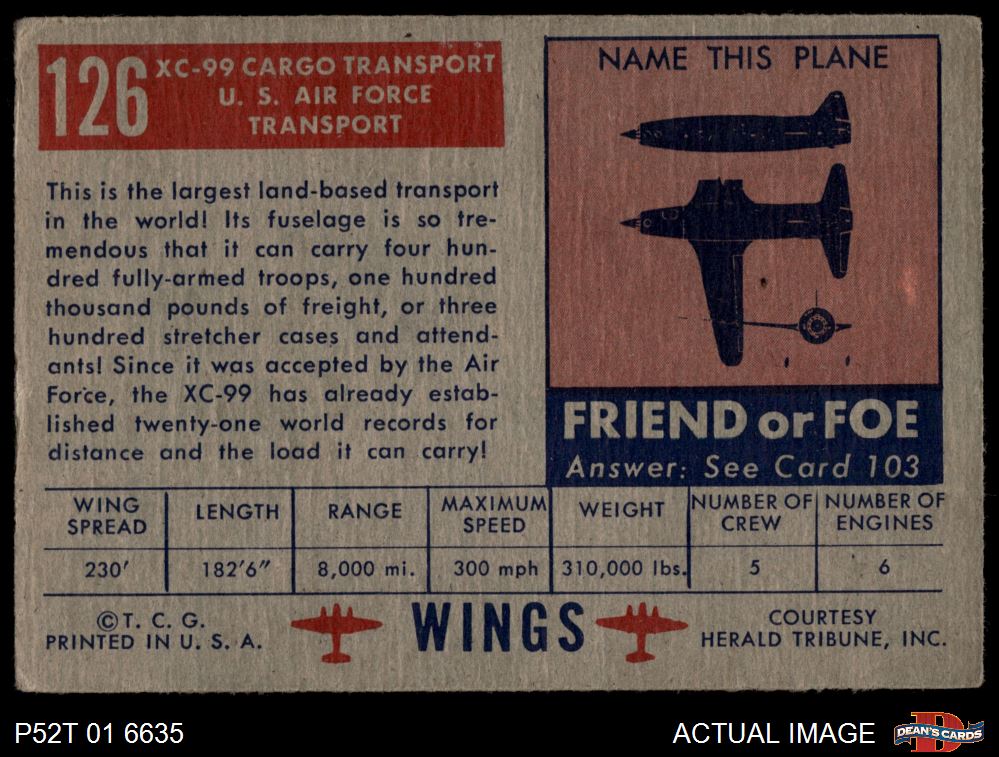 126
XC-99 CARGO TRANSPORT
U. S. AIR FORCE
TRANSPORT
This is the largest land-based transport
in the world! Its fuselage is so tre-
mendous that it can carry four hun-
dred fully-armed troops, one hundred
thousand pounds of freight, or three
hundred stretcher cases and attend-
ants! Since it was accepted by the Air
Force, the XC-99 has already estab-
lished twenty-one world records for
distance and the load it can carry!
NAME THIS PLANE
FRIEND or FOE
Answer: See Card 103
WING SPREAD
LENGTH
RANGE
MAXIMUM SPEED
WEIGHT
NUMBER OF CREW
NUMBER OF ENGINES
230'
182'6"
8,000 mi.
300 mph
310,000 lbs.
5
6
© T. C. G.
PRINTED IN U. S. A.
WINGS
COURTESY
HERALD TRIBUNE, INC.
P52T 01 6635
ACTUAL IMAGE
D
DEAN'S CARDS